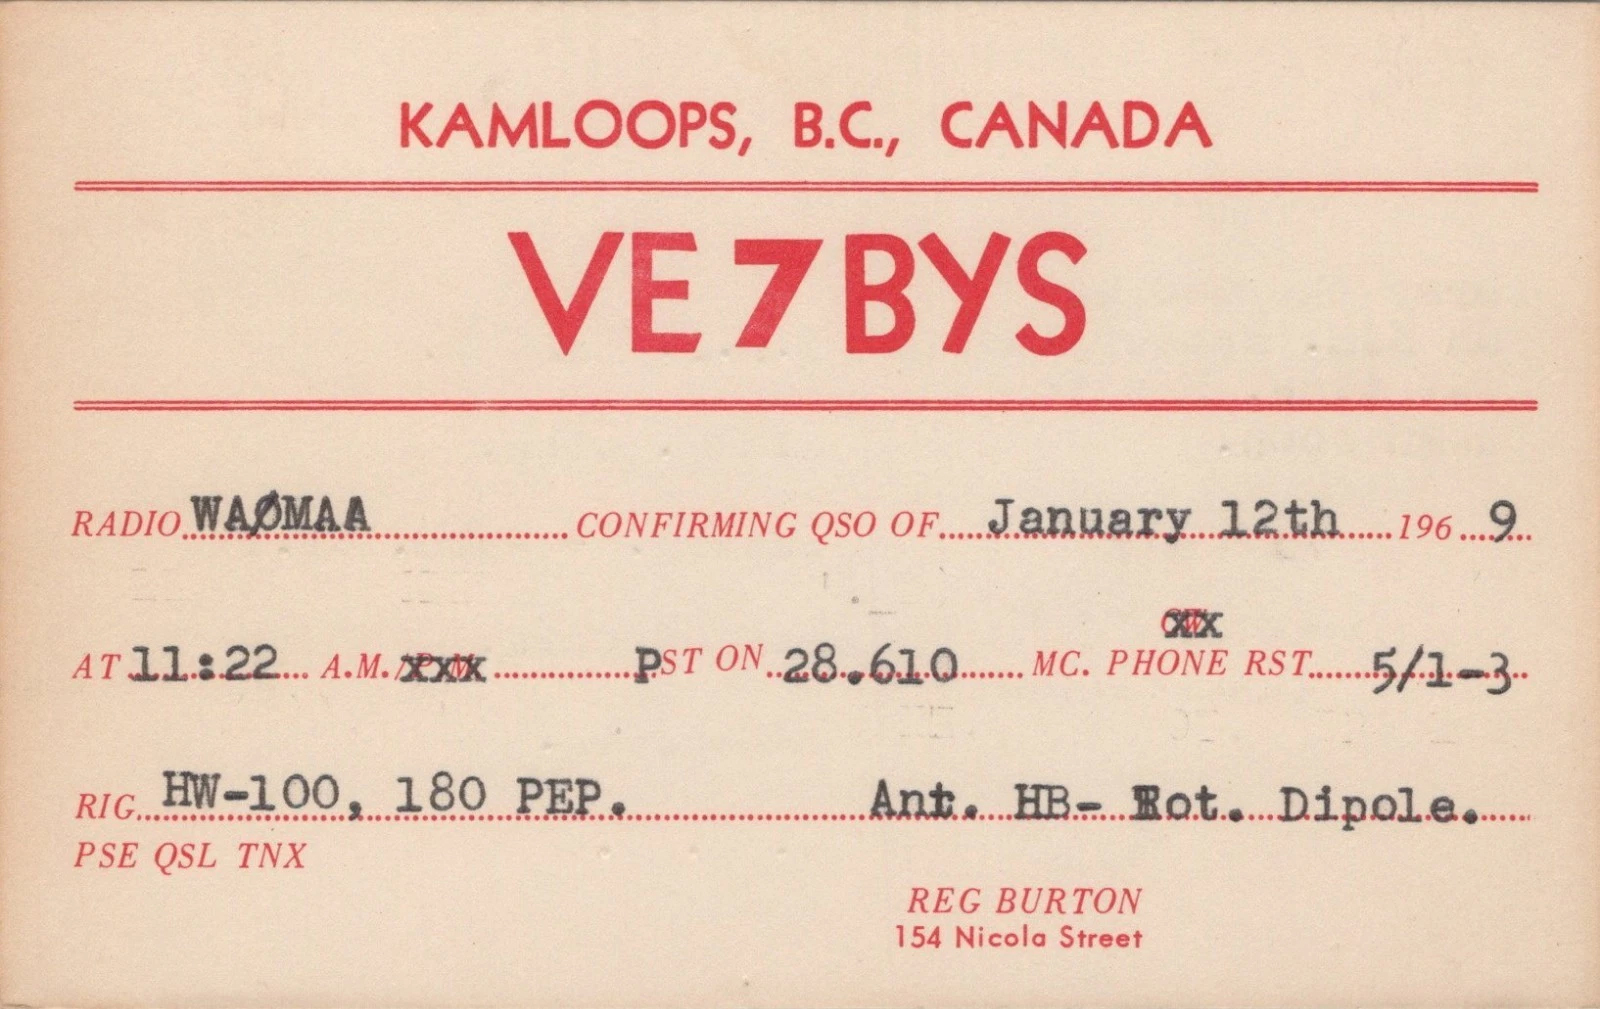 KAMLOOPS, B.C., CANADA
VE7BYS
RADIO WAØMAA CONFIRMING QSO OF January 12th 1969
CW
AT 11:22 A.M./P.M. PST ON 28.610 MC. PHONE RST 5/1-3
RIG HW-100, 180 PEP. Ant. HB- Rot. Dipole.
PSE QSL TNX
REG BURTON
154 Nicola Street